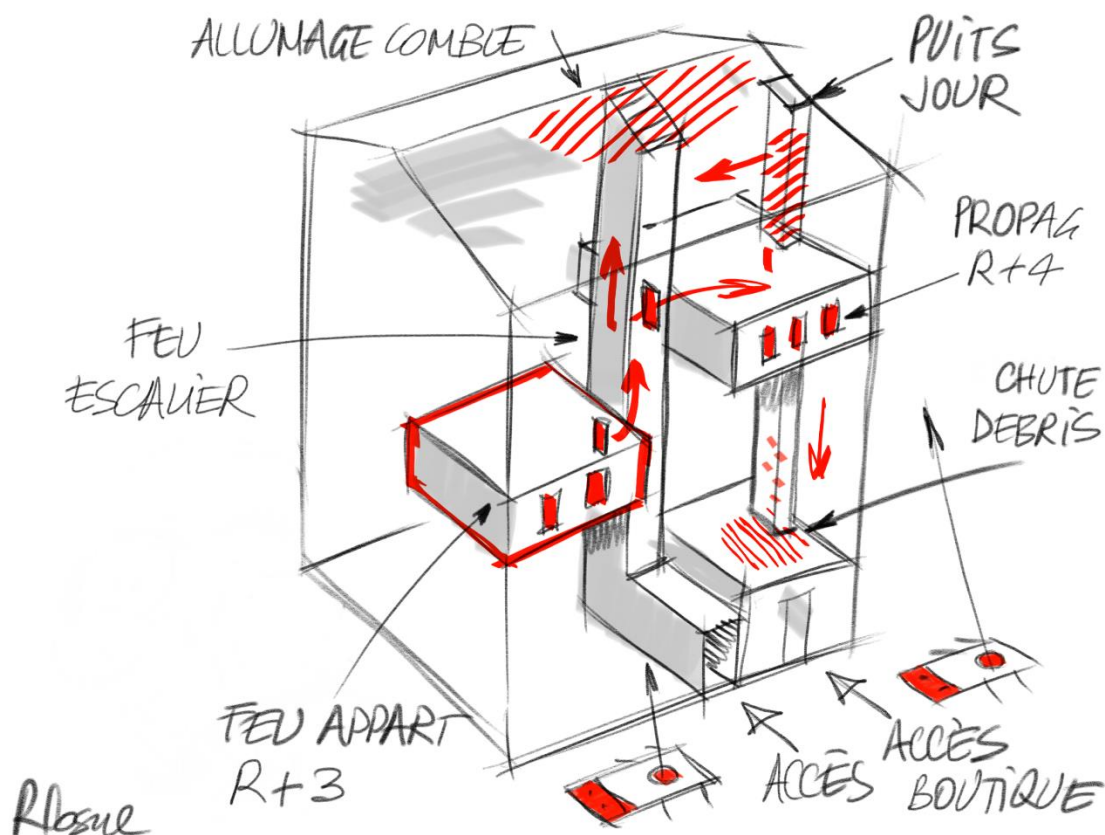 ALLUMAGE COMBLE
PUITS
JOUR
PROPAG
R+4
FEU
ESCALIER
CHUTE
DEBRIS
FEU APPART
R+3
ACCÈS
ACCÈS
BOUTIQUE